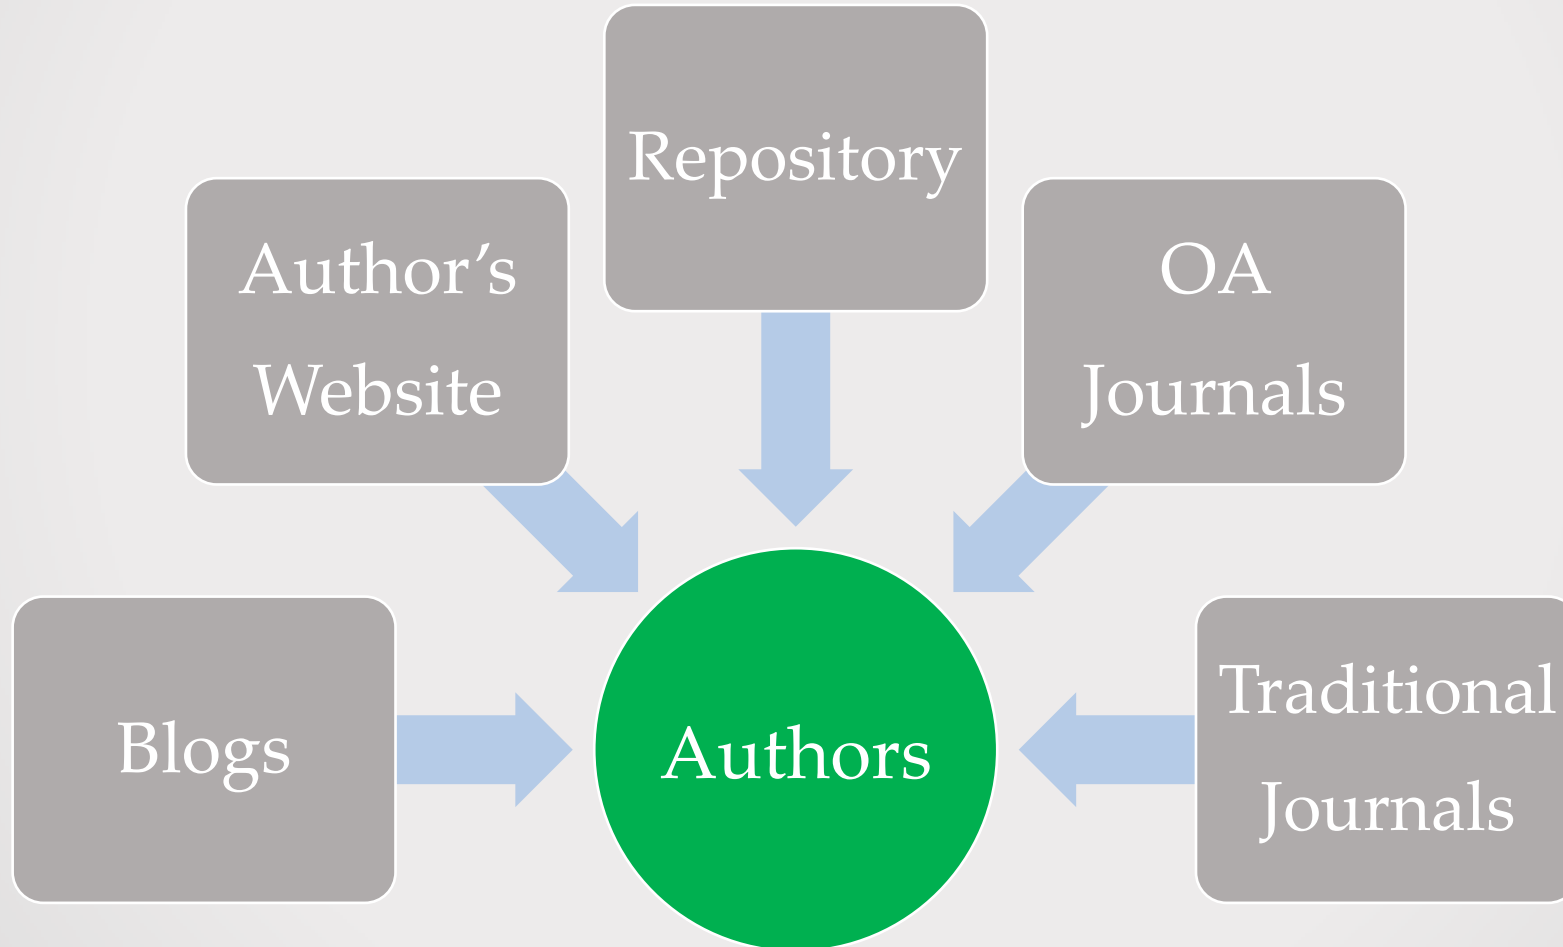 Repository
Author’s
Website
OA
Journals
Blogs
Authors
Traditional
Journals